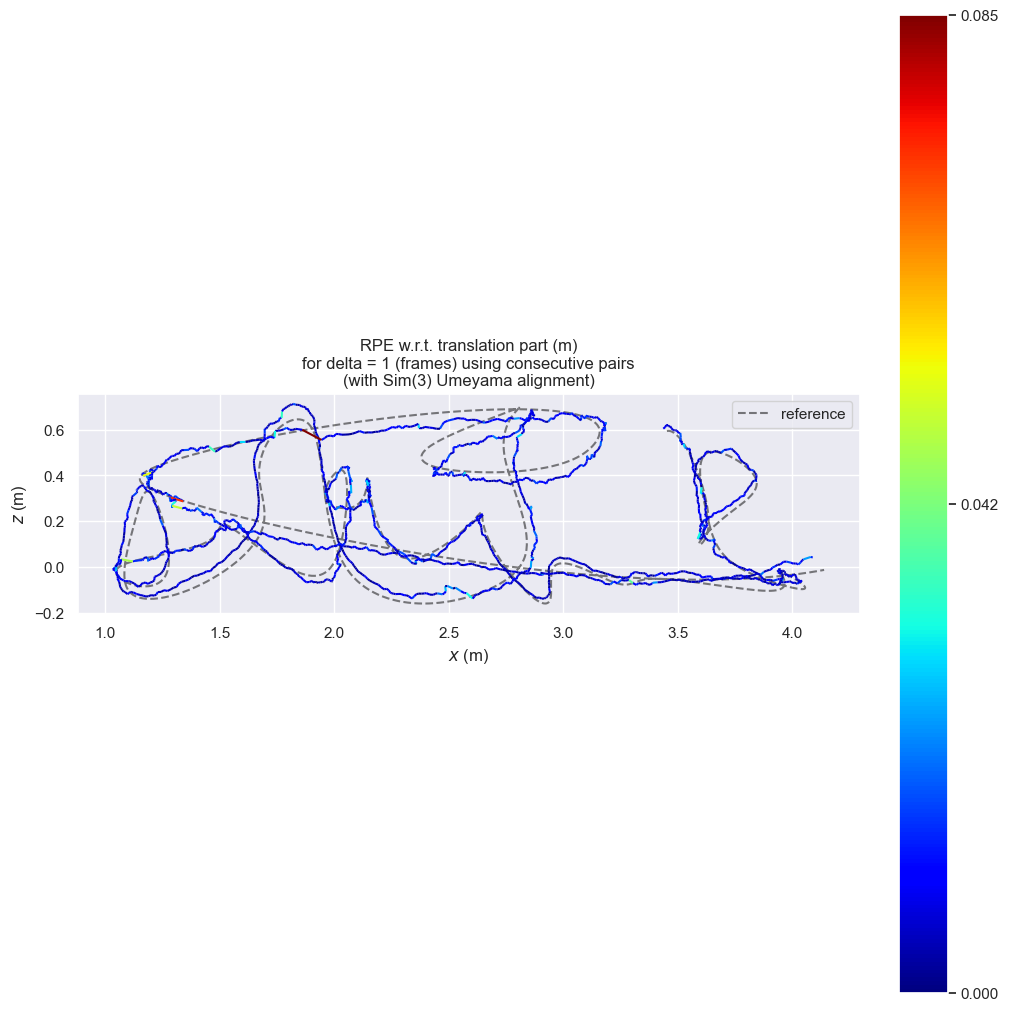 0.085
RPE w.r.t. translation part (m)
for delta = 1 (frames) using consecutive pairs
(with Sim(3) Umeyama alignment)
reference
0.6
0.4
0.2
0.0
−0.2
z (m)
1.0 1.5 2.0 2.5 3.0 3.5 4.0
x (m)
0.042
0.000